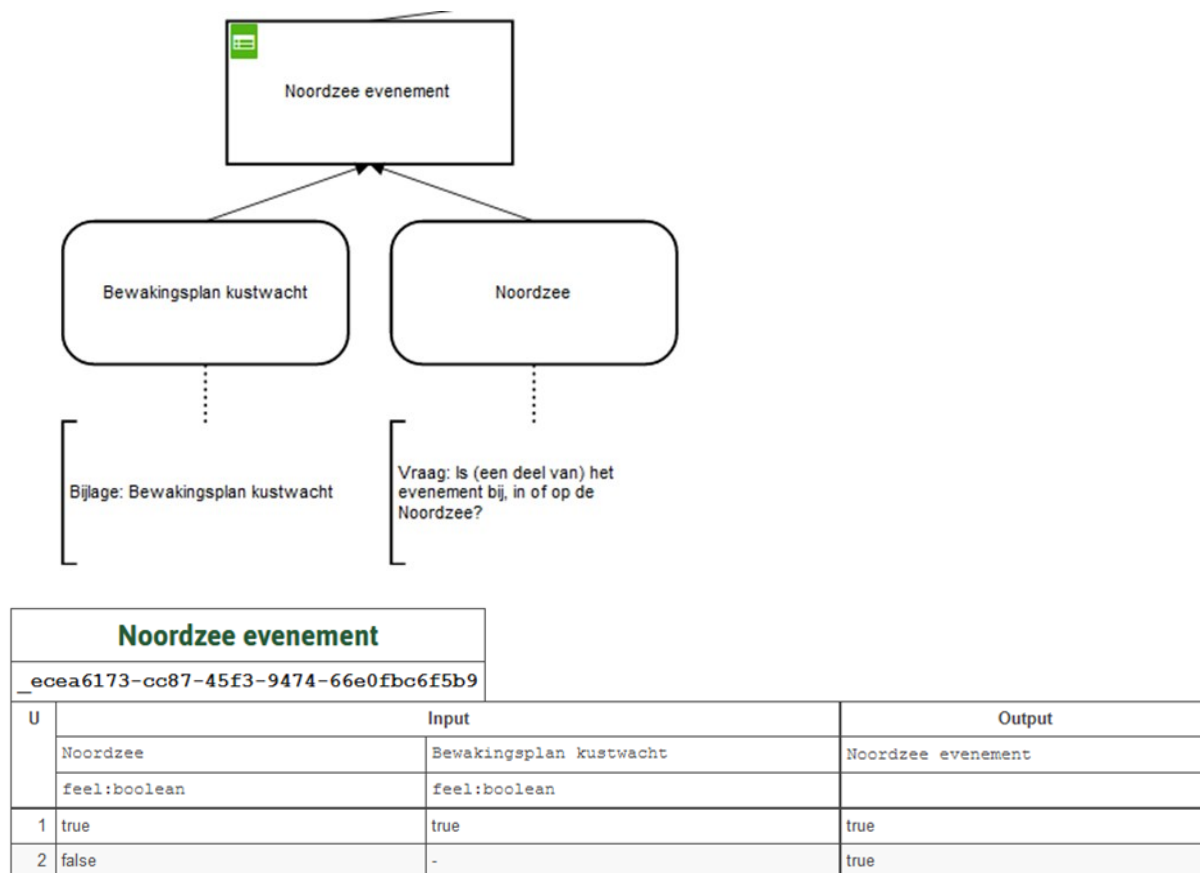 Noordzee evenement
Bewakingsplan kustwacht
Noordzee
Bijlage: Bewakingsplan kustwacht
Vraag: Is (een deel van) het
evenement bij, in of op de
Noordzee?
Noordzee evenement
_ecea6173-cc87-45f3-9474-66e0fbc6f5b9
U Input Output
Noordzee Bewakingsplan kustwacht Noordzee evenement
feel:boolean feel:boolean
1 true true true
2 false - true